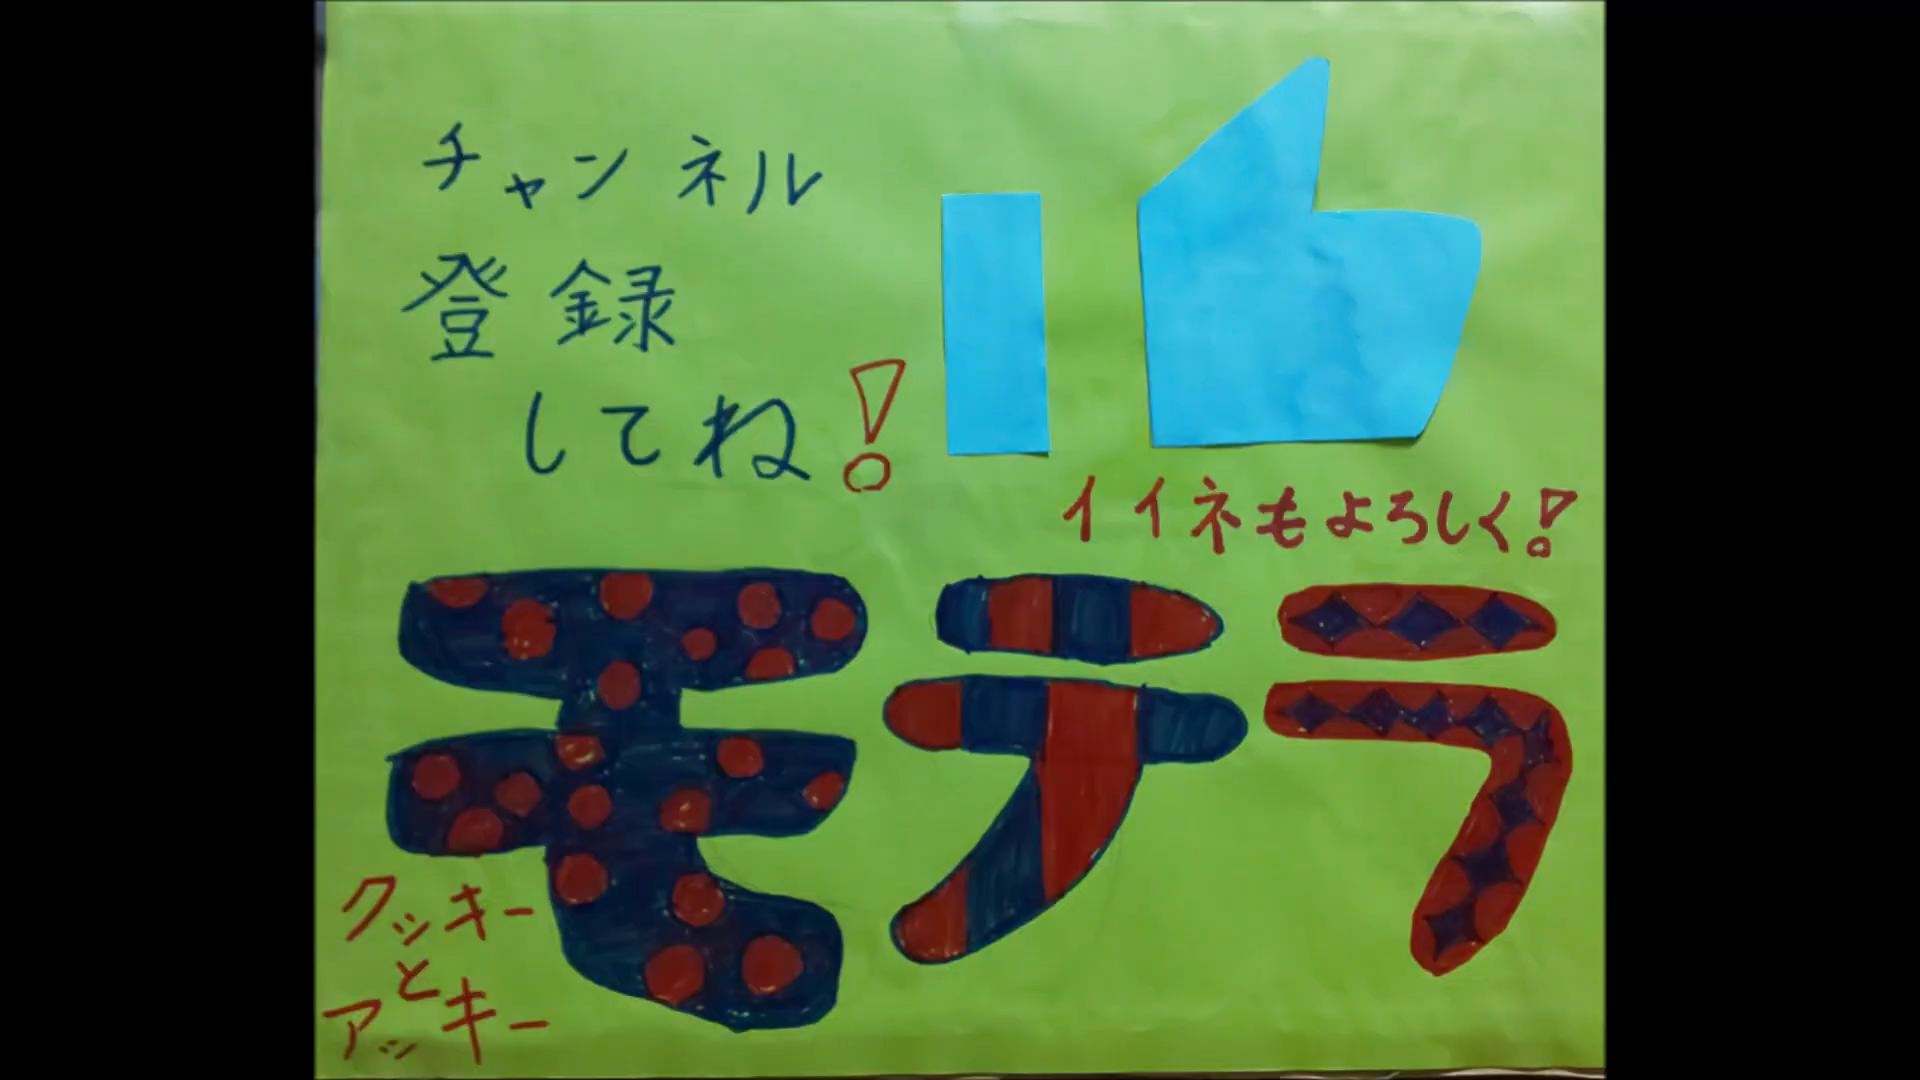 チャンネル
登録
してね!
イイネもよろしく!
モテラ
クッキー
と
アッキー